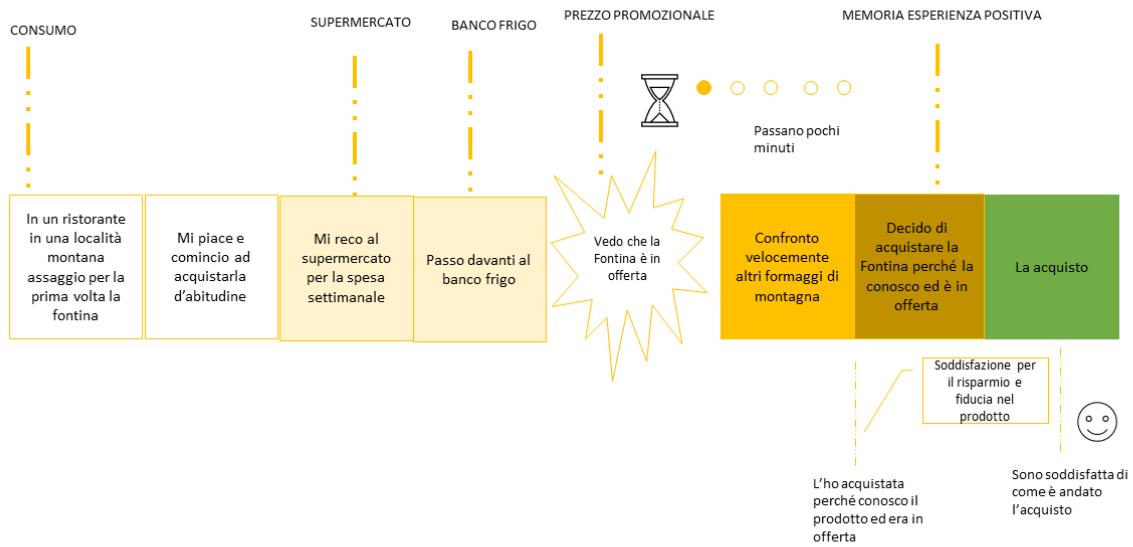 CONSUMO
SUPERMERCATO
BANCO FRIGO
PREZZO PROMOZIONALE
MEMORIA ESPERIENZA POSITIVA
Passano pochi
minuti
In un ristorante
in una località
montana
assaggio per la
prima volta la
fontina
Mi piace e
comincio ad
acquistarla
d'abitudine
Mi reco al
supermercato
per la spesa
settimanale
Passo davanti al
banco frigo
Vedo che la
Fontina è in
offerta
Confronto
velocemente
altri formaggi di
montagna
Decido di
acquistare la
Fontina perché la
conosco ed è in
offerta
La acquisto
Soddisfazione per
il risparmio e
fiducia nel
prodotto
L'ho acquistata
perché conosco il
prodotto ed era in
offerta
Sono soddisfatta di
come è andato
l'acquisto